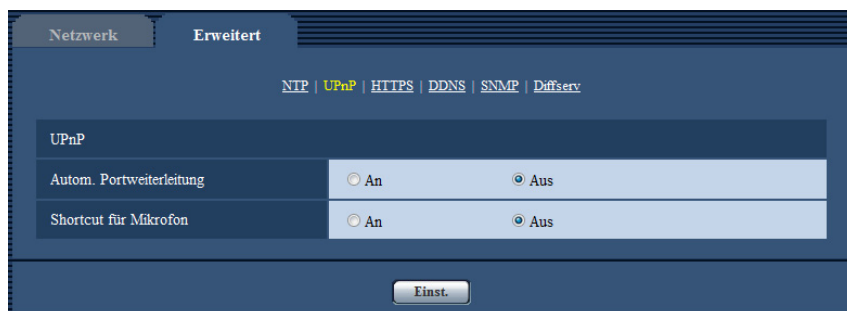 Netzwerk Erweitert
NTP | UPnP | HTTPS | DDNS | SNMP | Diffserv
UPnP
Autom. Portweiterleitung An Aus
Shortcut für Mikrofon An Aus
Einst.